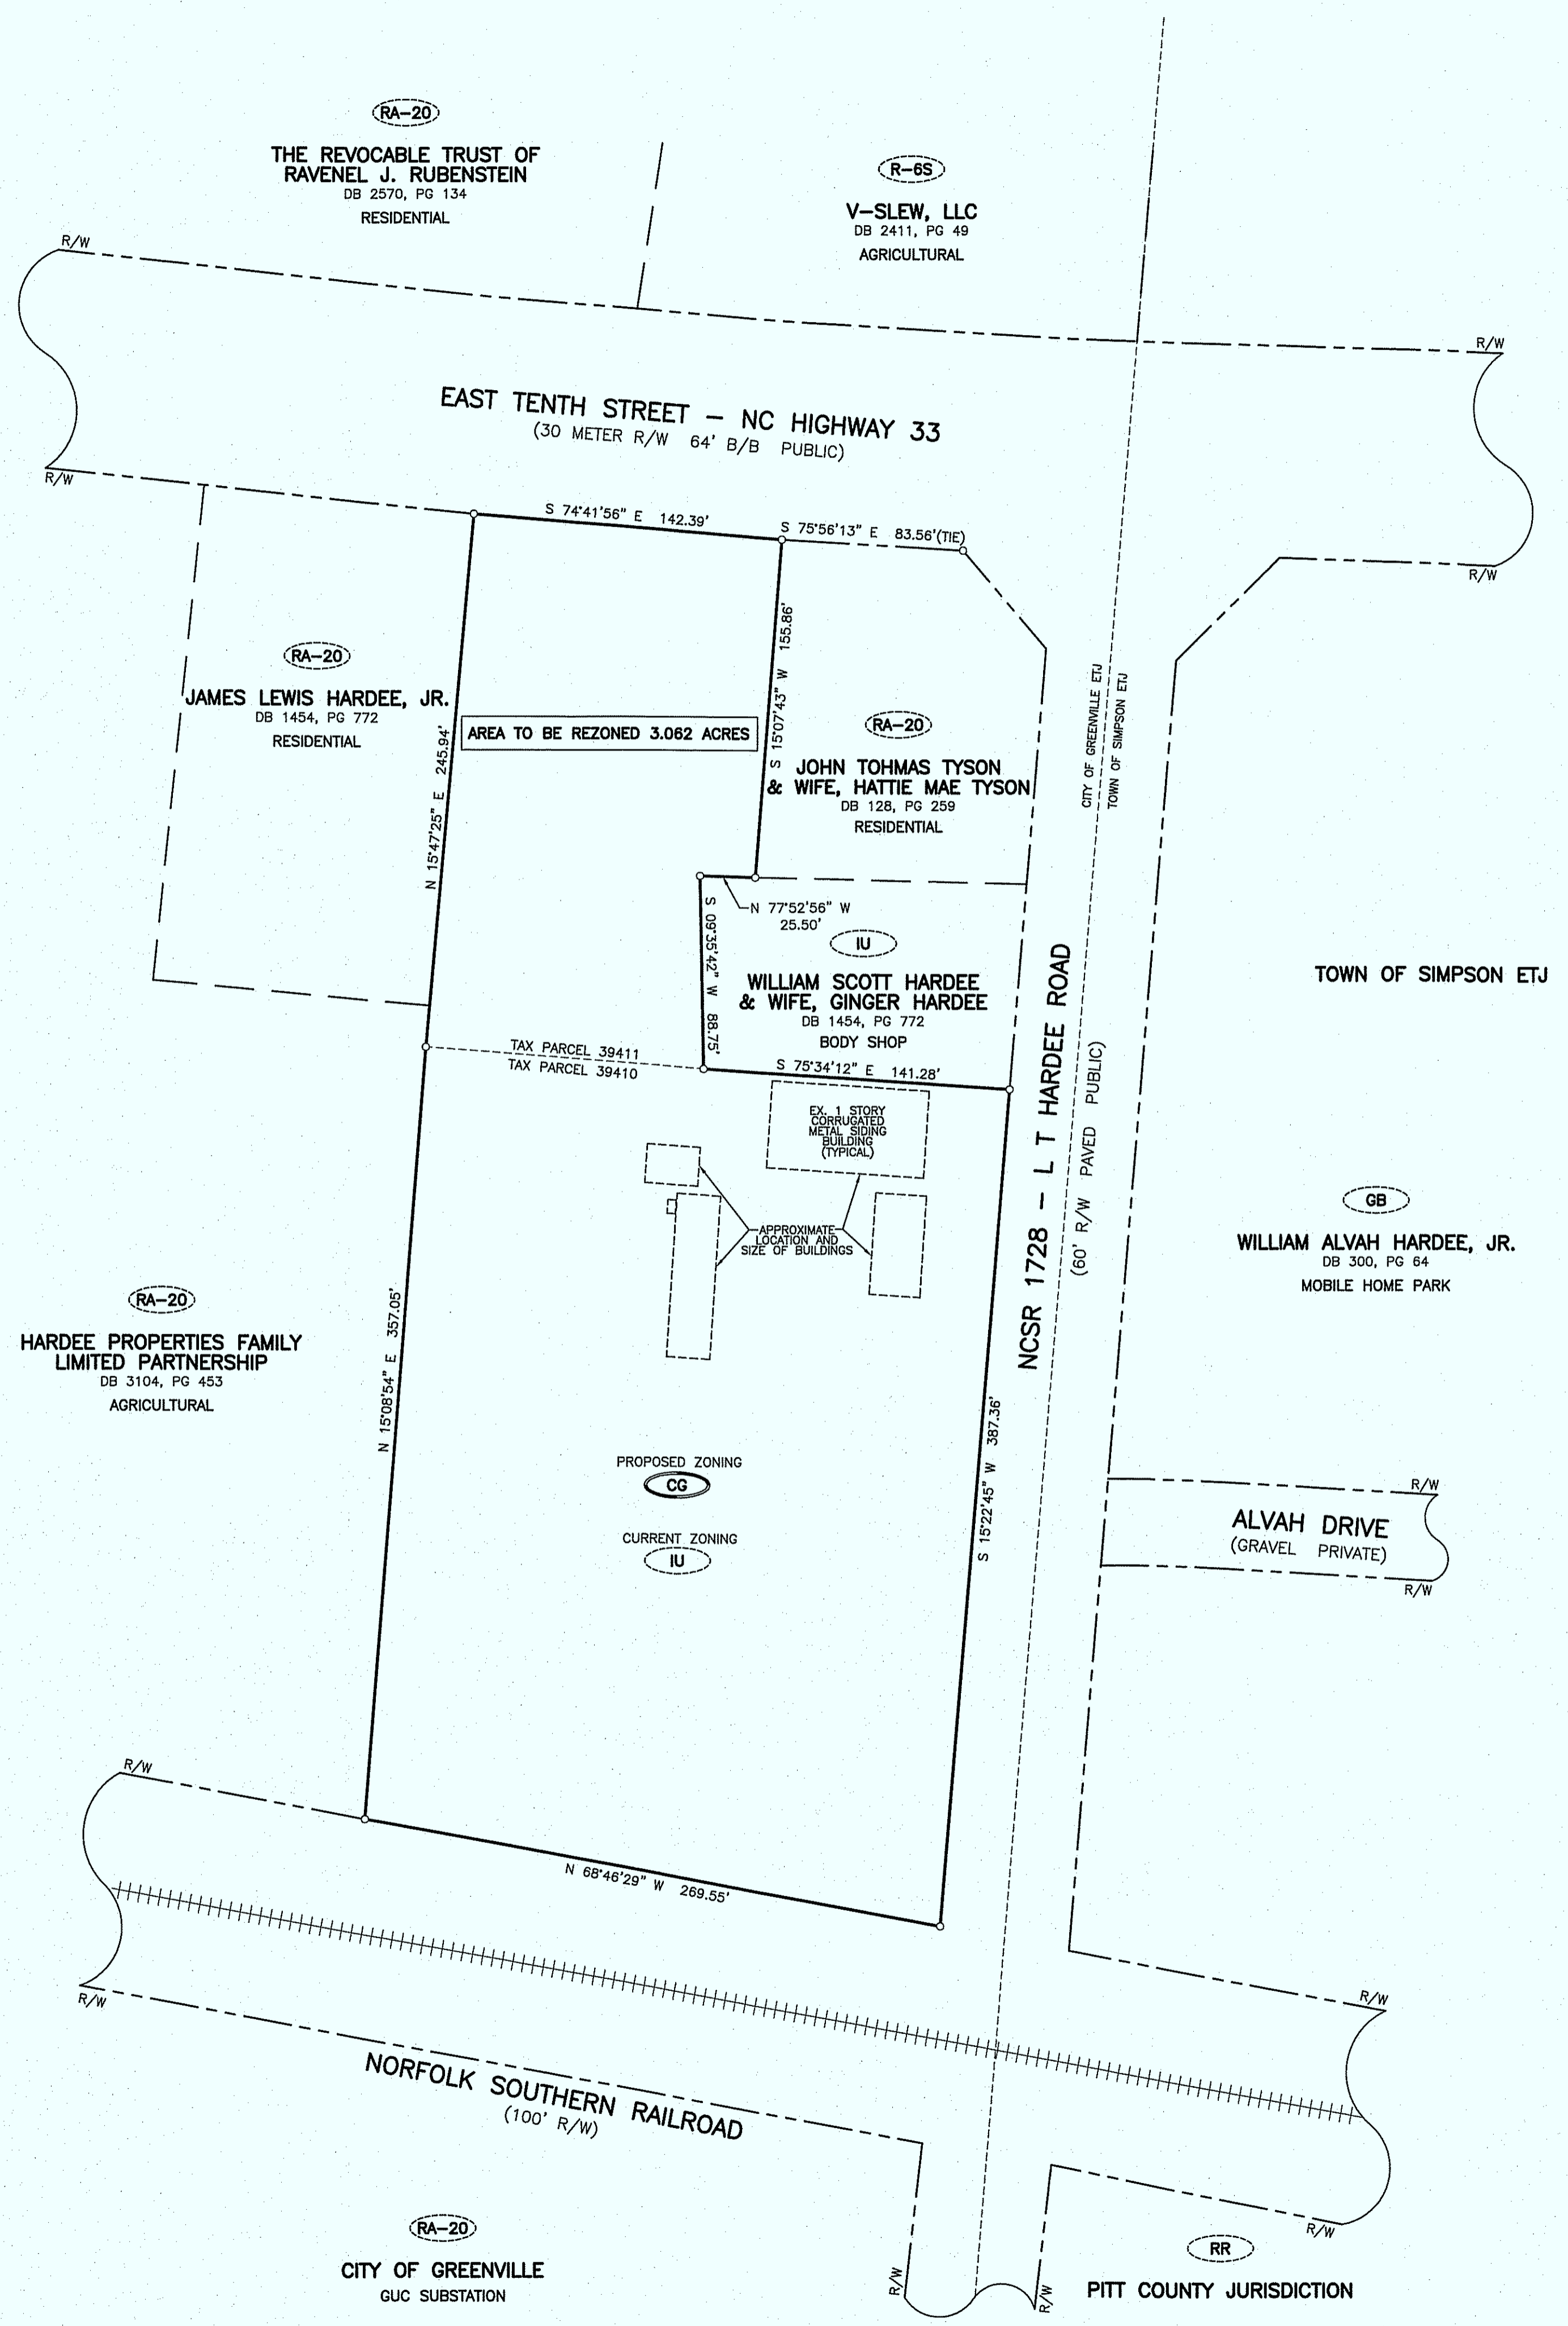 RA-20
THE REVOCABLE TRUST OF
RAVENEL J. RUBENSTEIN
DB 2570, PG 134
RESIDENTIAL
R-6S
V-SLEW, LLC
DB 2411, PG 49
AGRICULTURAL
R/W
R/W
EAST TENTH STREET - NC HIGHWAY 33
(30 METER R/W 64' B/B PUBLIC)
R/W
R/W
S 74°41'56" E 142.39'
S 75°56'13" E 83.56'(TIE)
RA-20
JAMES LEWIS HARDEE, JR.
DB 1454, PG 772
RESIDENTIAL
N 15°47'25" E 245.94'
AREA TO BE REZONED 3.062 ACRES
S 15°07'43" W 155.86'
RA-20
JOHN TOHMAS TYSON
& WIFE, HATTIE MAE TYSON
DB 128, PG 259
RESIDENTIAL
CITY OF GREENVILLE ETJ
TOWN OF SIMPSON ETJ
N 77°52'56" W
25.50'
S 09°35'42" W 88.75'
IU
WILLIAM SCOTT HARDEE
& WIFE, GINGER HARDEE
DB 1454, PG 772
BODY SHOP
TOWN OF SIMPSON ETJ
TAX PARCEL 39411
TAX PARCEL 39410
S 75°34'12" E 141.28'
EX. 1 STORY
CORRUGATED
METAL SIDING
BUILDING
(TYPICAL)
APPROXIMATE
LOCATION AND
SIZE OF BUILDINGS
NCSR 1728 - L T HARDEE ROAD
(60' R/W PAVED PUBLIC)
GB
WILLIAM ALVAH HARDEE, JR.
DB 300, PG 64
MOBILE HOME PARK
RA-20
HARDEE PROPERTIES FAMILY
LIMITED PARTNERSHIP
DB 3104, PG 453
AGRICULTURAL
N 15°08'54" E 357.05'
S 15°22'45" W 387.36'
PROPOSED ZONING
CG
CURRENT ZONING
IU
R/W
ALVAH DRIVE
(GRAVEL PRIVATE)
R/W
R/W
N 68°46'29" W 269.55'
R/W
R/W
NORFOLK SOUTHERN RAILROAD
(100' R/W)
R/W
RA-20
CITY OF GREENVILLE
GUC SUBSTATION
R/W
R/W
RR
PITT COUNTY JURISDICTION